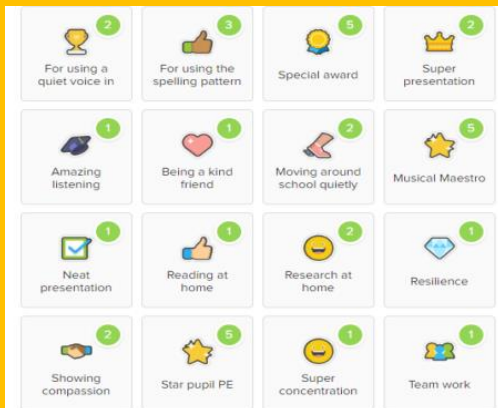 2
For using a
quiet voice in
3
For using the
spelling pattern
5
Special award
2
Super
presentation
1
Amazing
listening
1
Being a kind
friend
2
Moving around
school quietly
5
Musical Maestro
1
Neat
presentation
1
Reading at
home
2
Research at
home
1
Resilience
2
Showing
compassion
5
Star pupil PE
1
Super
concentration
1
Team work